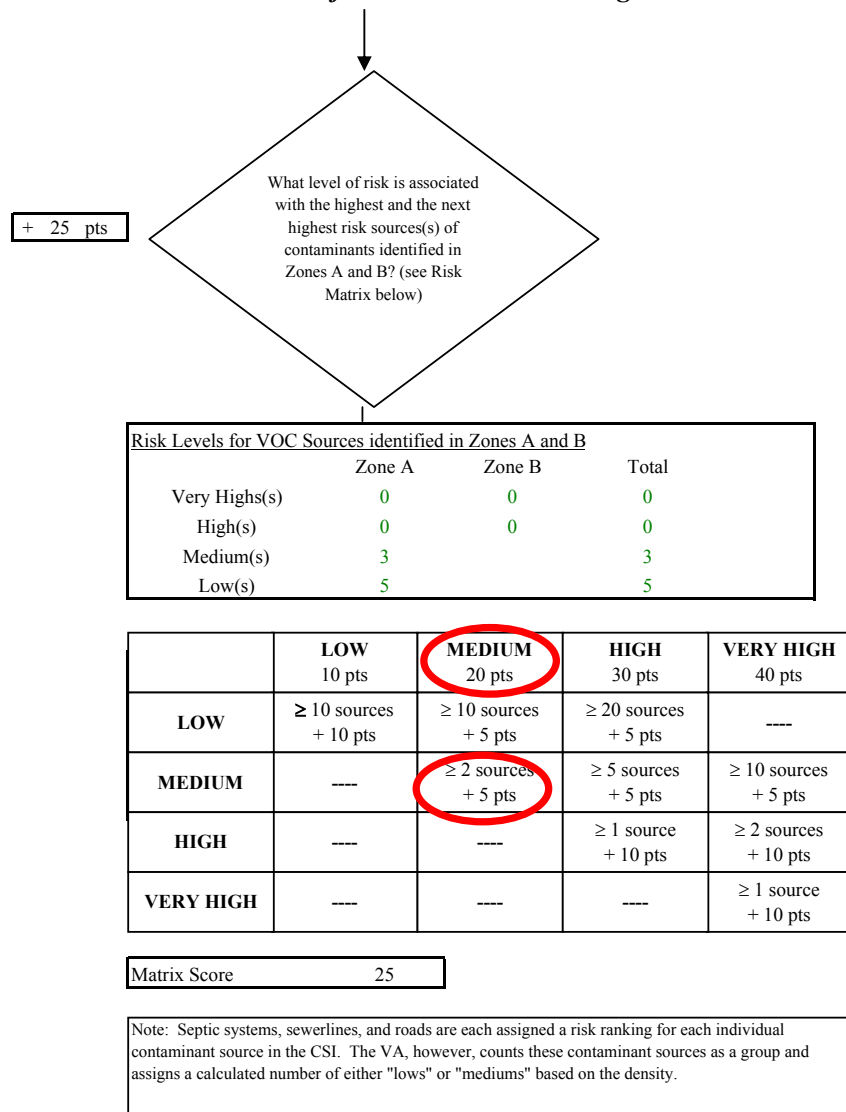 + 25 pts
What level of risk is associated
with the highest and the next
highest risk sources(s) of
contaminants identified in
Zones A and B? (see Risk
Matrix below)
Risk Levels for VOC Sources identified in Zones A and B
Zone A Zone B Total
Very Highs(s) 0 0 0
High(s) 0 0 0
Medium(s) 3 3
Low(s) 5 5
LOW MEDIUM HIGH VERY HIGH
10 pts 20 pts 30 pts 40 pts
LOW ≥ 10 sources ≥ 10 sources ≥ 20 sources ----
+ 10 pts + 5 pts + 5 pts
MEDIUM ---- ≥ 2 sources ≥ 5 sources ≥ 10 sources
+ 5 pts + 5 pts + 5 pts
HIGH ---- ---- ≥ 1 source ≥ 2 sources
+ 10 pts + 10 pts
VERY HIGH ---- ---- ---- ≥ 1 source
+ 10 pts
Matrix Score 25
Note: Septic systems, sewerlines, and roads are each assigned a risk ranking for each individual
contaminant source in the CSI. The VA, however, counts these contaminant sources as a group and
assigns a calculated number of either "lows" or "mediums" based on the density.